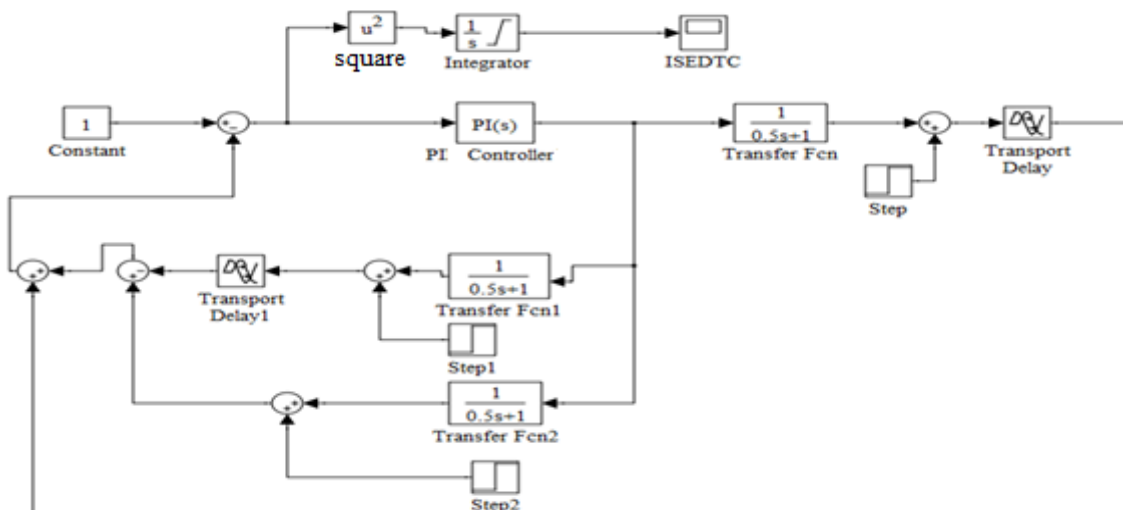 u²
square
1
s
Integrator
ISEDTC
1
Constant
+
−
PI(s)
PI Controller
1
0.5s+1
Transfer Fcn
+
+
Step
Transport
Delay
+
+
+
−
Transport
Delay1
+
+
1
0.5s+1
Transfer Fcn1
Step1
+
+
1
0.5s+1
Transfer Fcn2
Step2